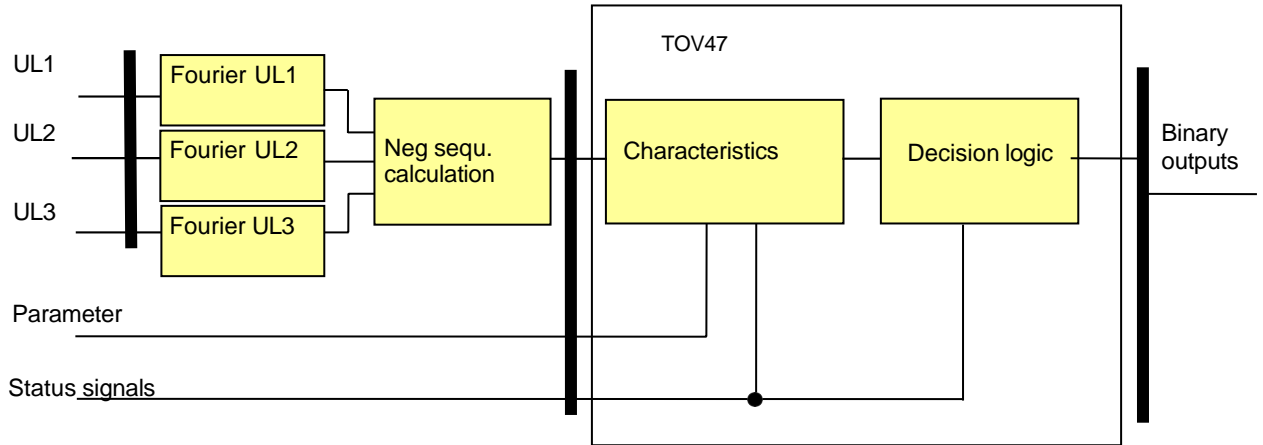 TOV47
UL1
Fourier UL1
UL2
Fourier UL2
Neg sequ.
calculation
Characteristics
Decision logic
Binary
outputs
UL3
Fourier UL3
Parameter
Status signals